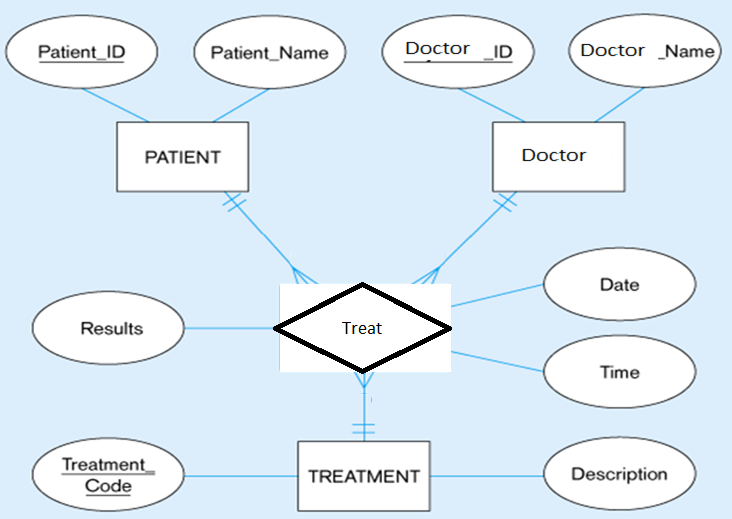 Patient_ID
Patient_Name
Doctor _ID
Doctor _Name
PATIENT
Doctor
Date
Results
Treat
Time
Treatment_
Code
TREATMENT
Description